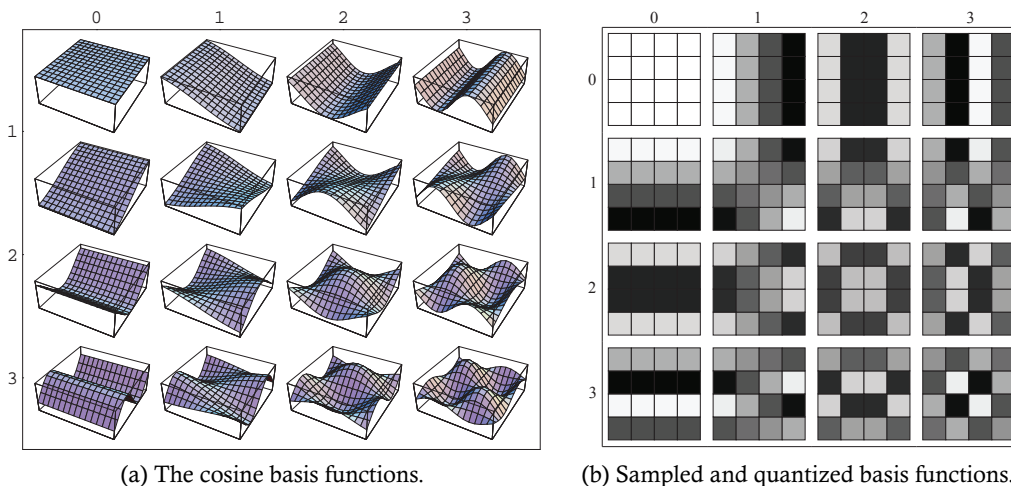 0 1 2 3
1
2
3
(a) The cosine basis functions.
0 1 2 3
0
1
2
3
(b) Sampled and quantized basis functions.